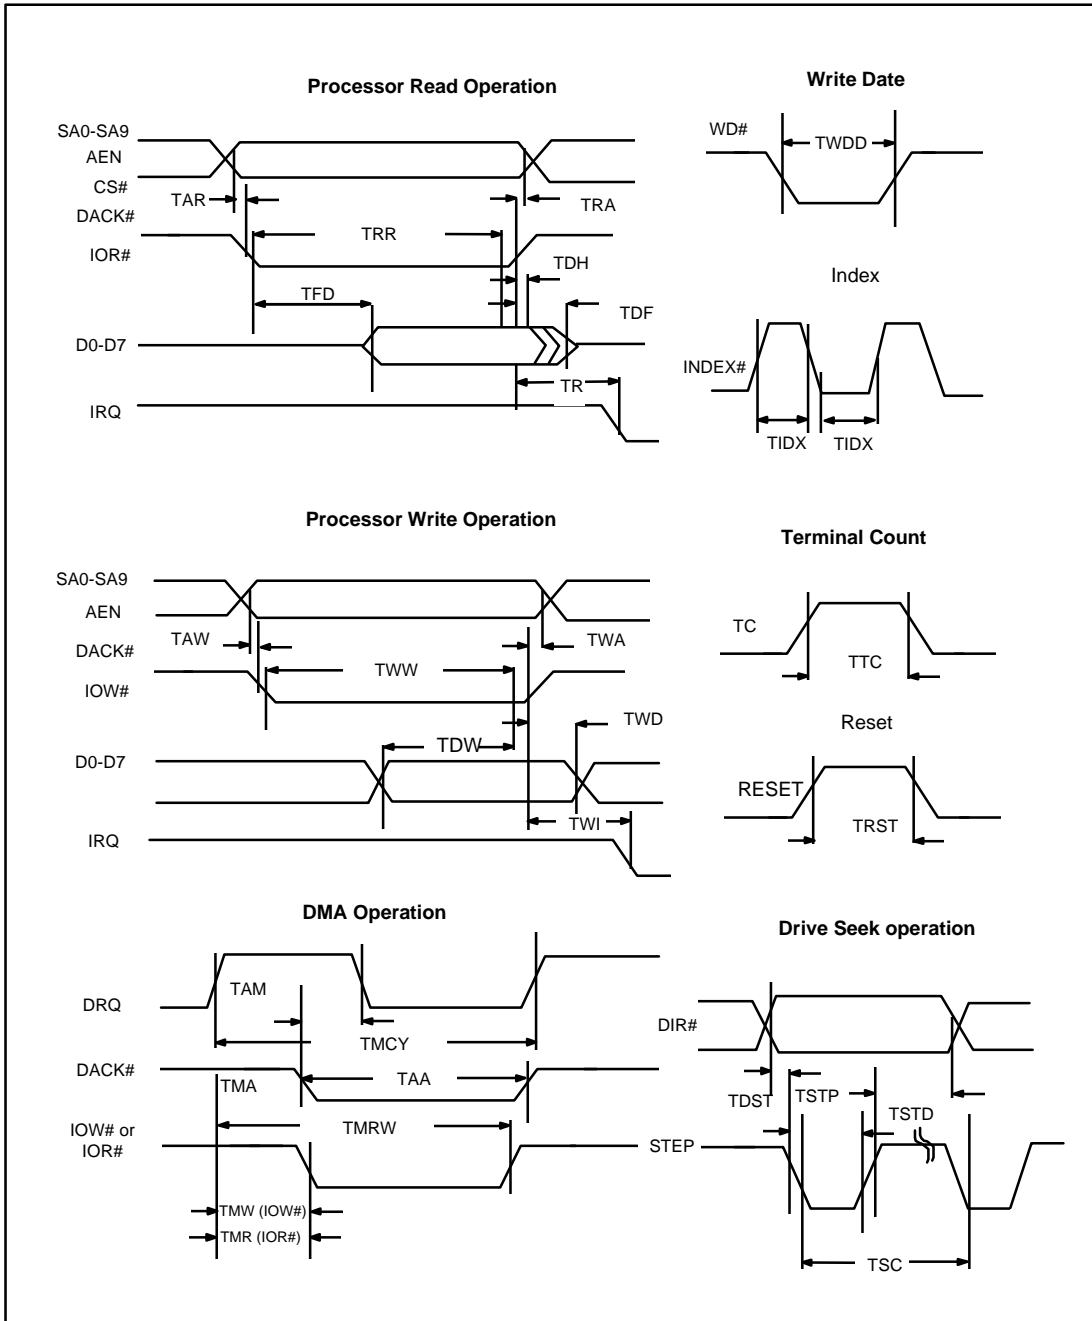 Processor Read Operation
SA0-SA9
AEN
CS#
TAR
TRA
DACK#
TRR
IOR#
TDH
TFD
TDF
D0-D7
TR
IRQ
Write Date
WD#
TWDD
Index
INDEX#
TIDX
TIDX
Processor Write Operation
SA0-SA9
AEN
TAW
TWA
DACK#
TWW
IOW#
TWD
TDW
D0-D7
TWI
IRQ
Terminal Count
TC
TTC
Reset
RESET
TRST
DMA Operation
TAM
DRQ
TMCY
DACK#
TMA
TAA
IOW# or
IOR#
TMRW
TMW (IOW#)
TMR (IOR#)
Drive Seek operation
DIR#
TDST
TSTP
TSTD
STEP
TSC